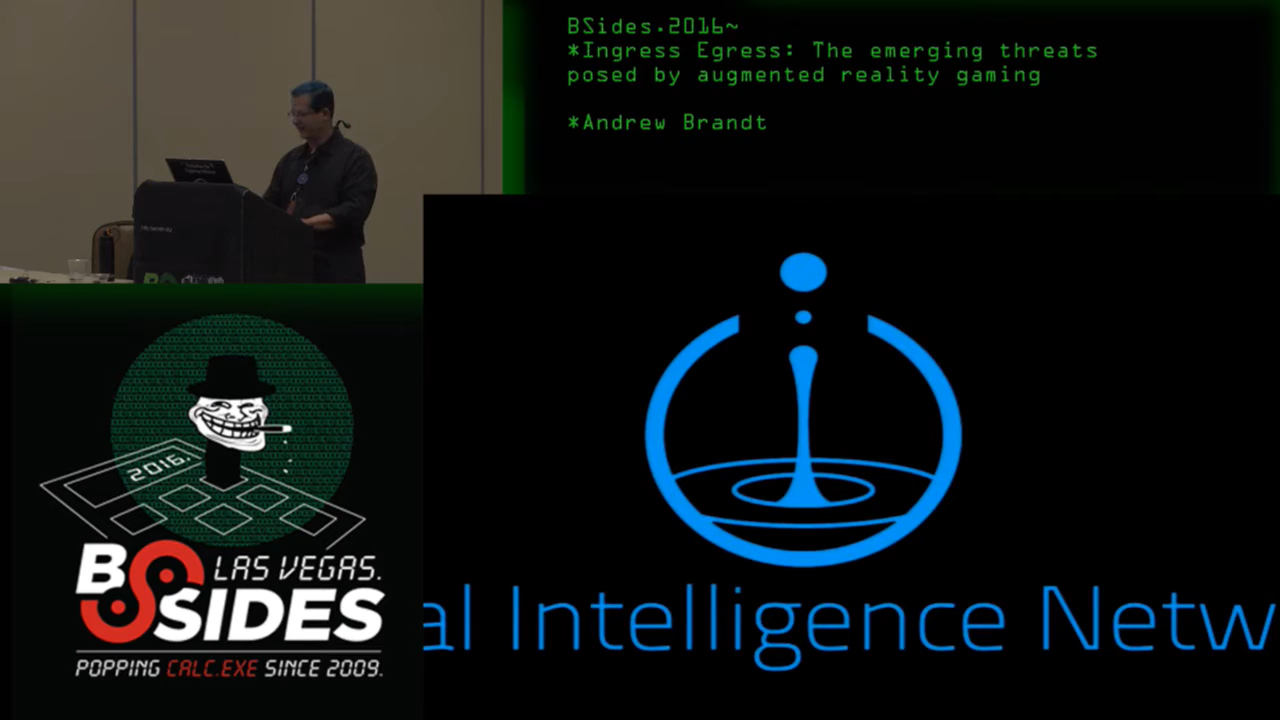 BSides.2016~
*Ingress Egress: The emerging threats
posed by augmented reality gaming
*Andrew Brandt
2016.
BSIDES LAS VEGAS.
POPPING CALC.EXE SINCE 2009.
al Intelligence Netw